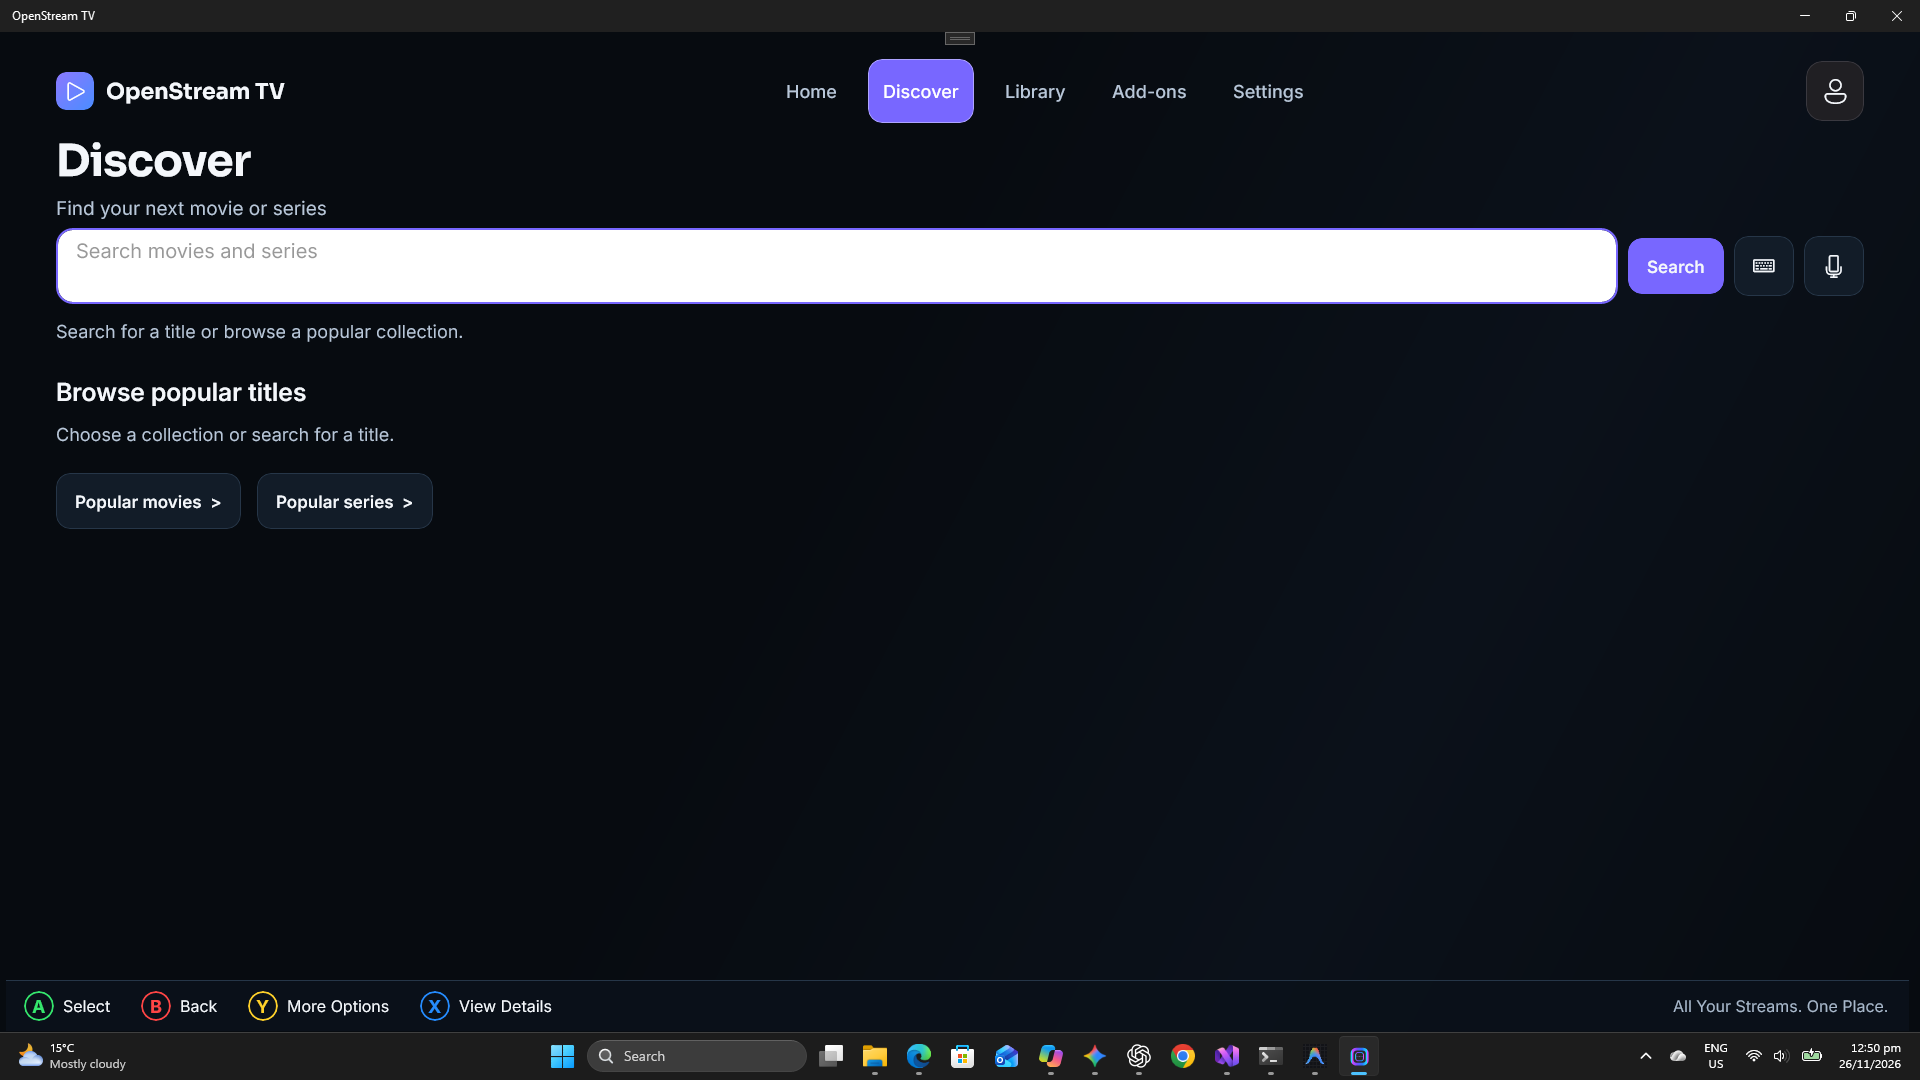 OpenStream TV
OpenStream TV
Home
Discover
Library
Add-ons
Settings
Discover
Find your next movie or series
Search movies and series
Search
Search for a title or browse a popular collection.
Browse popular titles
Choose a collection or search for a title.
Popular movies >
Popular series >
A Select
B Back
Y More Options
X View Details
All Your Streams. One Place.
15°C
Mostly cloudy
Search
ENG
US
12:50 pm
26/11/2026